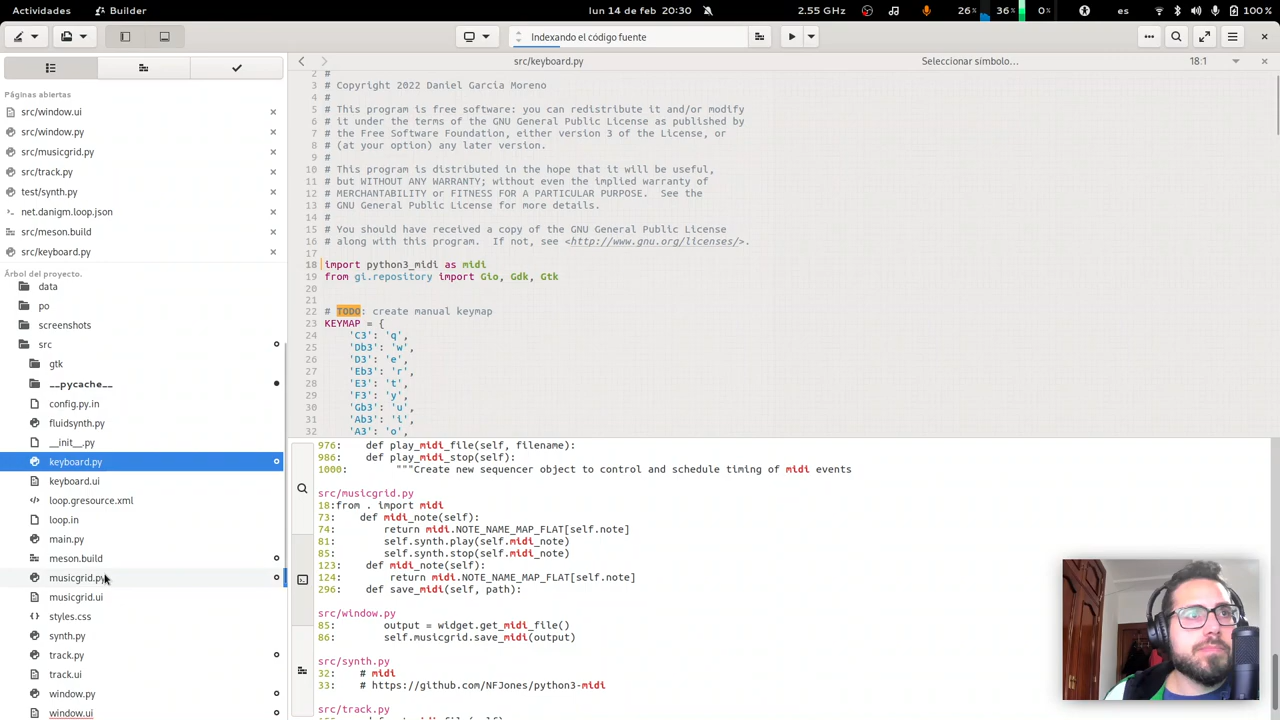 Actividades
Builder
lun 14 de feb 20:30
2.55 GHz
26%
36%
0%
es
100 %
Indexando el código fuente
src/keyboard.py
Seleccionar símbolo…
18:1
Páginas abiertas
src/window.ui
src/window.py
src/musicgrid.py
src/track.py
test/synth.py
net.danigm.loop.json
src/meson.build
src/keyboard.py
Árbol del proyecto.
data
po
screenshots
src
gtk
__pycache__
config.py.in
fluidsynth.py
__init__.py
keyboard.py
keyboard.ui
loop.gresource.xml
loop.in
main.py
meson.build
musicgrid.py
musicgrid.ui
styles.css
synth.py
track.py
track.ui
window.py
window.ui
2 #
3 # Copyright 2022 Daniel Garcia Moreno
4 #
5 # This program is free software: you can redistribute it and/or modify
6 # it under the terms of the GNU General Public License as published by
7 # the Free Software Foundation, either version 3 of the License, or
8 # (at your option) any later version.
9 #
10 # This program is distributed in the hope that it will be useful,
11 # but WITHOUT ANY WARRANTY; without even the implied warranty of
12 # MERCHANTABILITY or FITNESS FOR A PARTICULAR PURPOSE.  See the
13 # GNU General Public License for more details.
14 #
15 # You should have received a copy of the GNU General Public License
16 # along with this program.  If not, see <http://www.gnu.org/licenses/>.
17
18 import python3_midi as midi
19 from gi.repository import Gio, Gdk, Gtk
20
21
22 # TODO: create manual keymap
23 KEYMAP = {
24 'C3': 'q',
25 'Db3': 'w',
26 'D3': 'e',
27 'Eb3': 'r',
28 'E3': 't',
29 'F3': 'y',
30 'Gb3': 'u',
31 'Ab3': 'i',
32 'A3': 'o',
976: def play_midi_file(self, filename):
986: def play_midi_stop(self):
1000: """Create new sequencer object to control and schedule timing of midi events
src/musicgrid.py
18:from . import midi
73: def midi_note(self):
74: return midi.NOTE_NAME_MAP_FLAT[self.note]
81: self.synth.play(self.midi_note)
85: self.synth.stop(self.midi_note)
123: def midi_note(self):
124: return midi.NOTE_NAME_MAP_FLAT[self.note]
296: def save_midi(self, path):
src/window.py
85: output = widget.get_midi_file()
86: self.musicgrid.save_midi(output)
src/synth.py
32: # midi
33: # https://github.com/NFJones/python3-midi
src/track.py